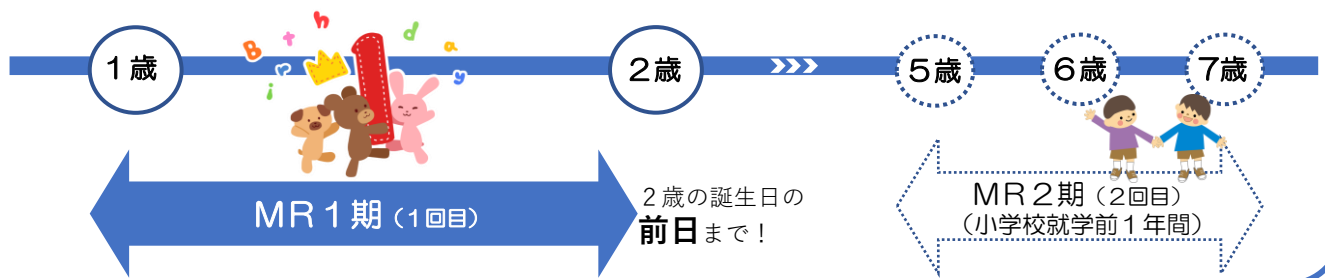 Birthday
1歳
2歳
5歳
6歳
7歳
MR1期（1回目）
2歳の誕生日の
前日まで！
MR2期（2回目）
（小学校就学前1年間）